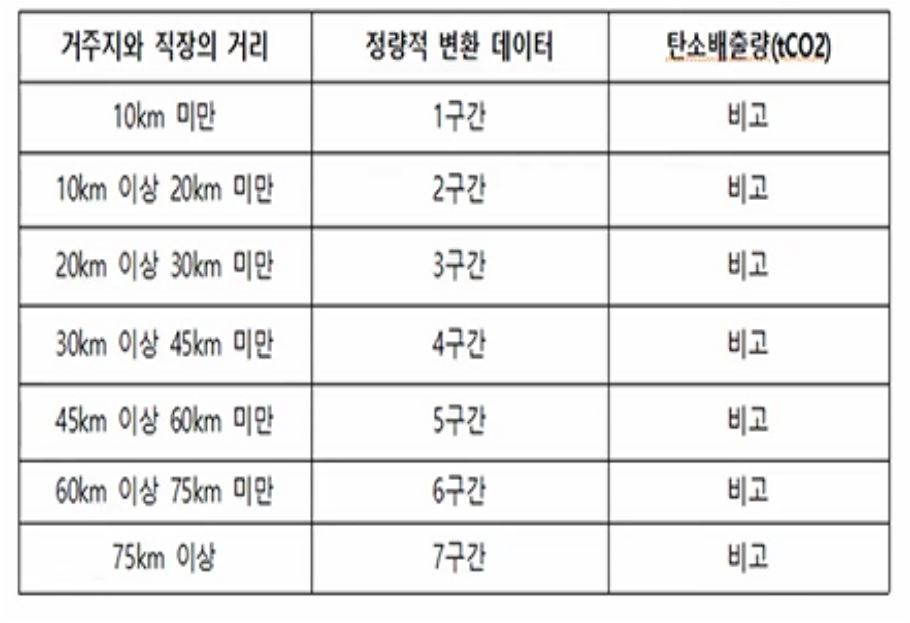 거주지와 직장의 거리 정량적 변환 데이터 탄소배출량(tCO2)
10km 미만 1구간 비고
10km 이상 20km 미만 2구간 비고
20km 이상 30km 미만 3구간 비고
30km 이상 45km 미만 4구간 비고
45km 이상 60km 미만 5구간 비고
60km 이상 75km 미만 6구간 비고
75km 이상 7구간 비고